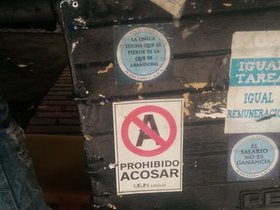 LA ÚNICA
LUCHA QUE SE
PIERDE ES LA
QUE SE
ABANDONA
IGUAL
TAREA
IGUAL
REMUNERACIÓN
A
PROHIBIDO
ACOSAR
EL
SALARIO
NO ES
GANANCIA